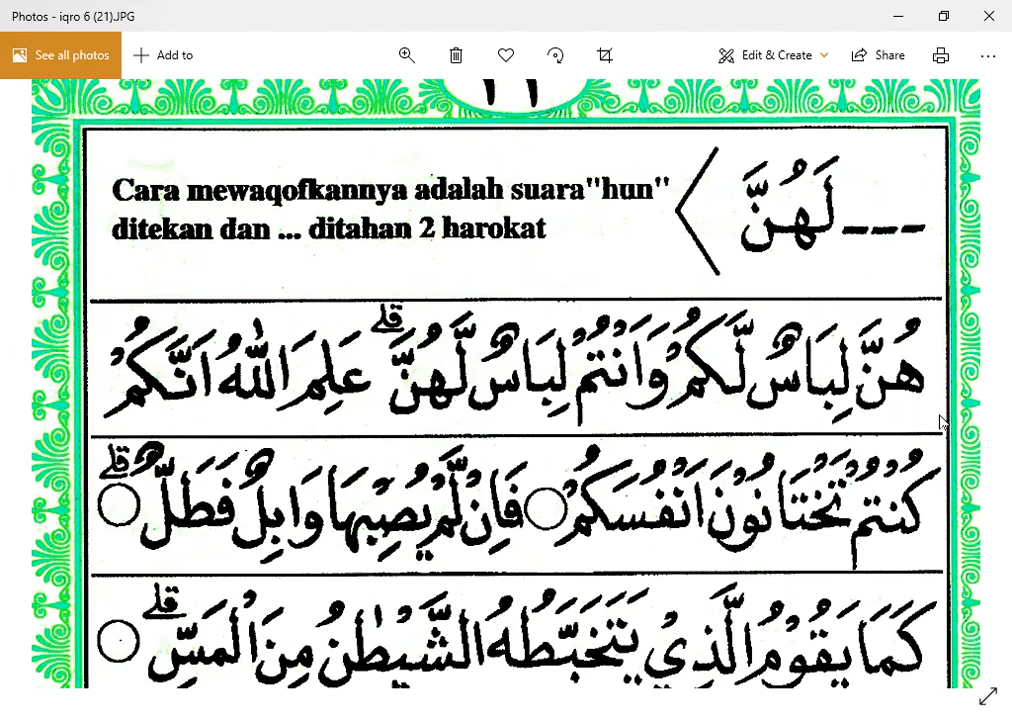 Photos - iqro 6 (21).JPG
See all photos
Add to
Edit & Create
Share
١١
Cara mewaqofkannya adalah suara"hun"
ditekan dan ... ditahan 2 harokat
---لَهُنَّ
هُنَّ لِبَاسٌ لَّكُمْ وَاَنْتُمْ لِبَاسٌ لَّهُنَّ ۗ عَلِمَ اللّٰهُ اَنَّكُمْ
كُنْتُمْ تَخْتَانُوْنَ اَنْفُسَكُمْ ○ فَاِنْ لَّمْ يُصِبْهَا وَابِلٌ فَطَلٌّ ۗ ○
كَمَا يَقُوْمُ الَّذِيْ يَتَخَبَّطُهُ الشَّيْطٰنُ مِنَ الْمَسِّ ۗ ○